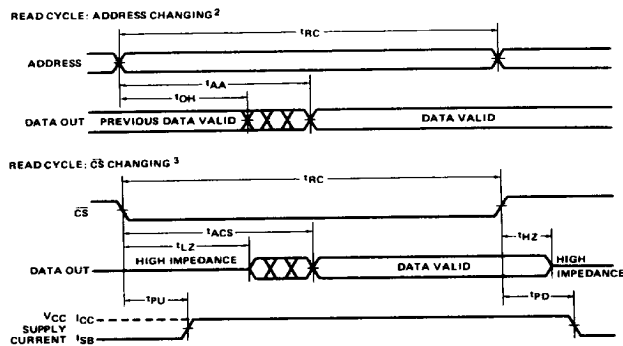 READ CYCLE: ADDRESS CHANGING 2
tRC
ADDRESS
tAA
tOH
DATA OUT PREVIOUS DATA VALID DATA VALID
READ CYCLE: CS CHANGING 3
tRC
CS
tACS
tLZ
tHZ
DATA OUT HIGH IMPEDANCE DATA VALID HIGH
IMPEDANCE
tPU
tPD
VCC ICC
SUPPLY
CURRENT ISB